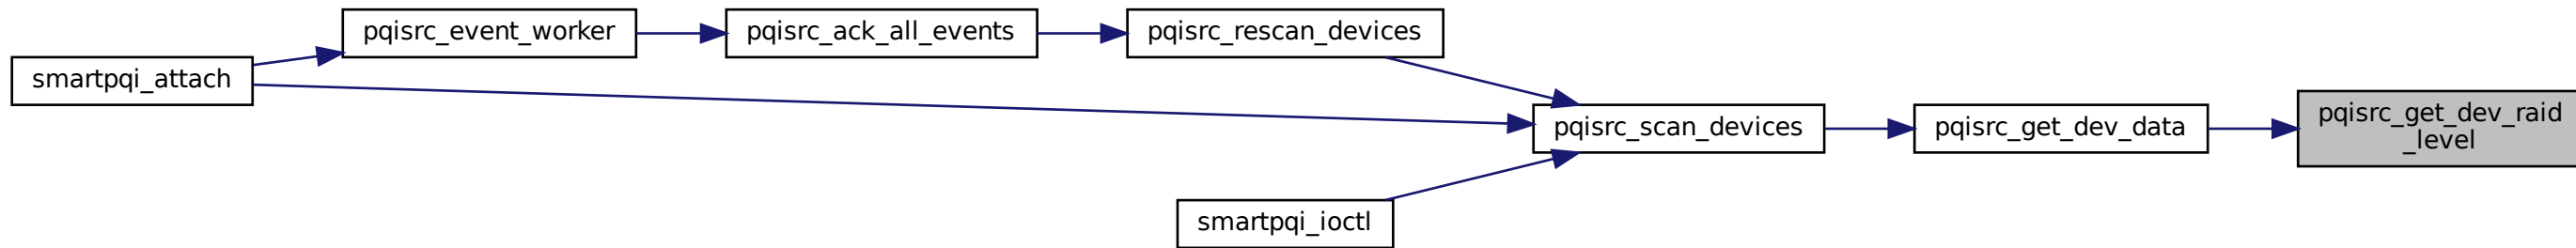 smartpqi_attach
pqisrc_event_worker
pqisrc_ack_all_events
pqisrc_rescan_devices
pqisrc_scan_devices
smartpqi_ioctl
pqisrc_get_dev_data
pqisrc_get_dev_raid
_level